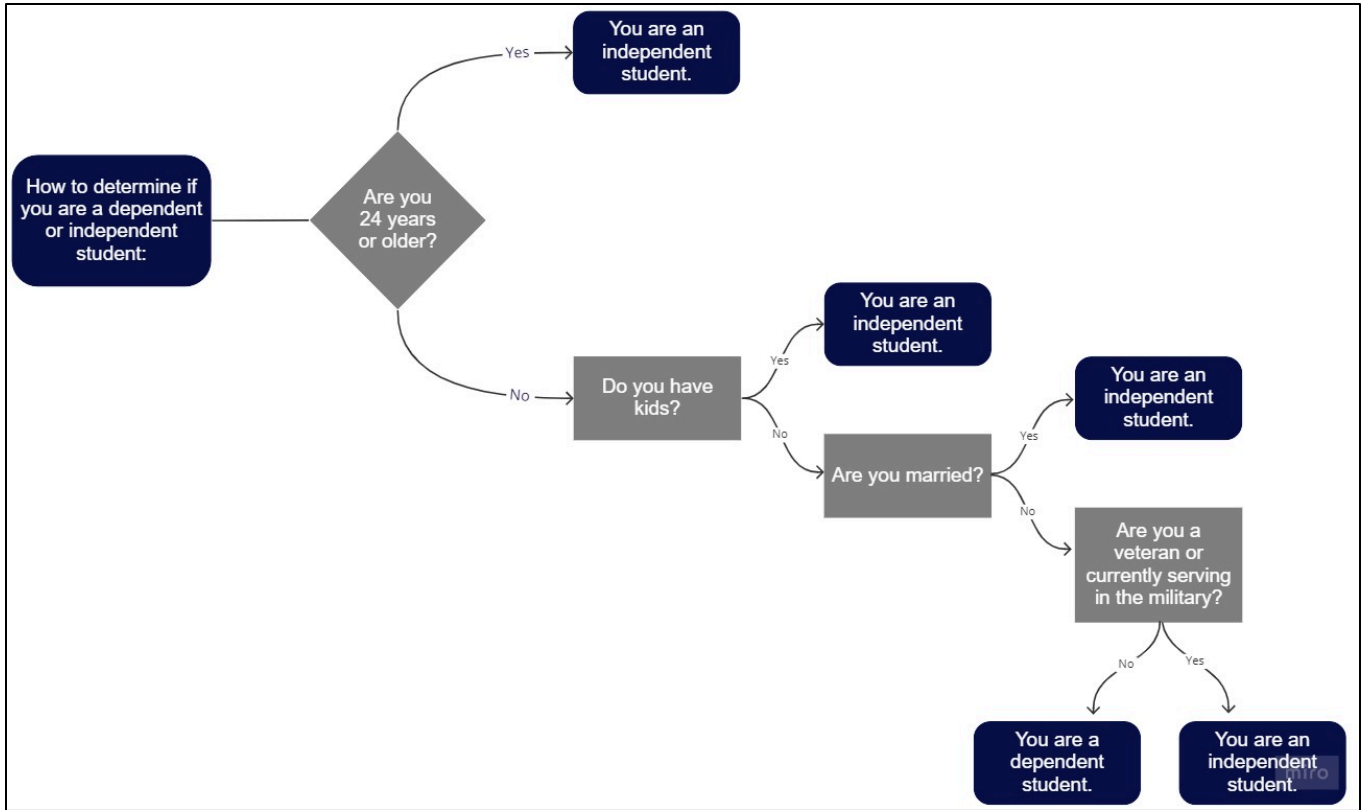 Yes
You are an
independent
student.
How to determine if
you are a dependent
or independent
student:
Are you
24 years
or older?
No
Do you have
kids?
Yes
You are an
independent
student.
No
Are you married?
Yes
You are an
independent
student.
No
Are you a
veteran or
currently serving
in the military?
No
Yes
You are a
dependent
student.
You are an
independent
student.
miro